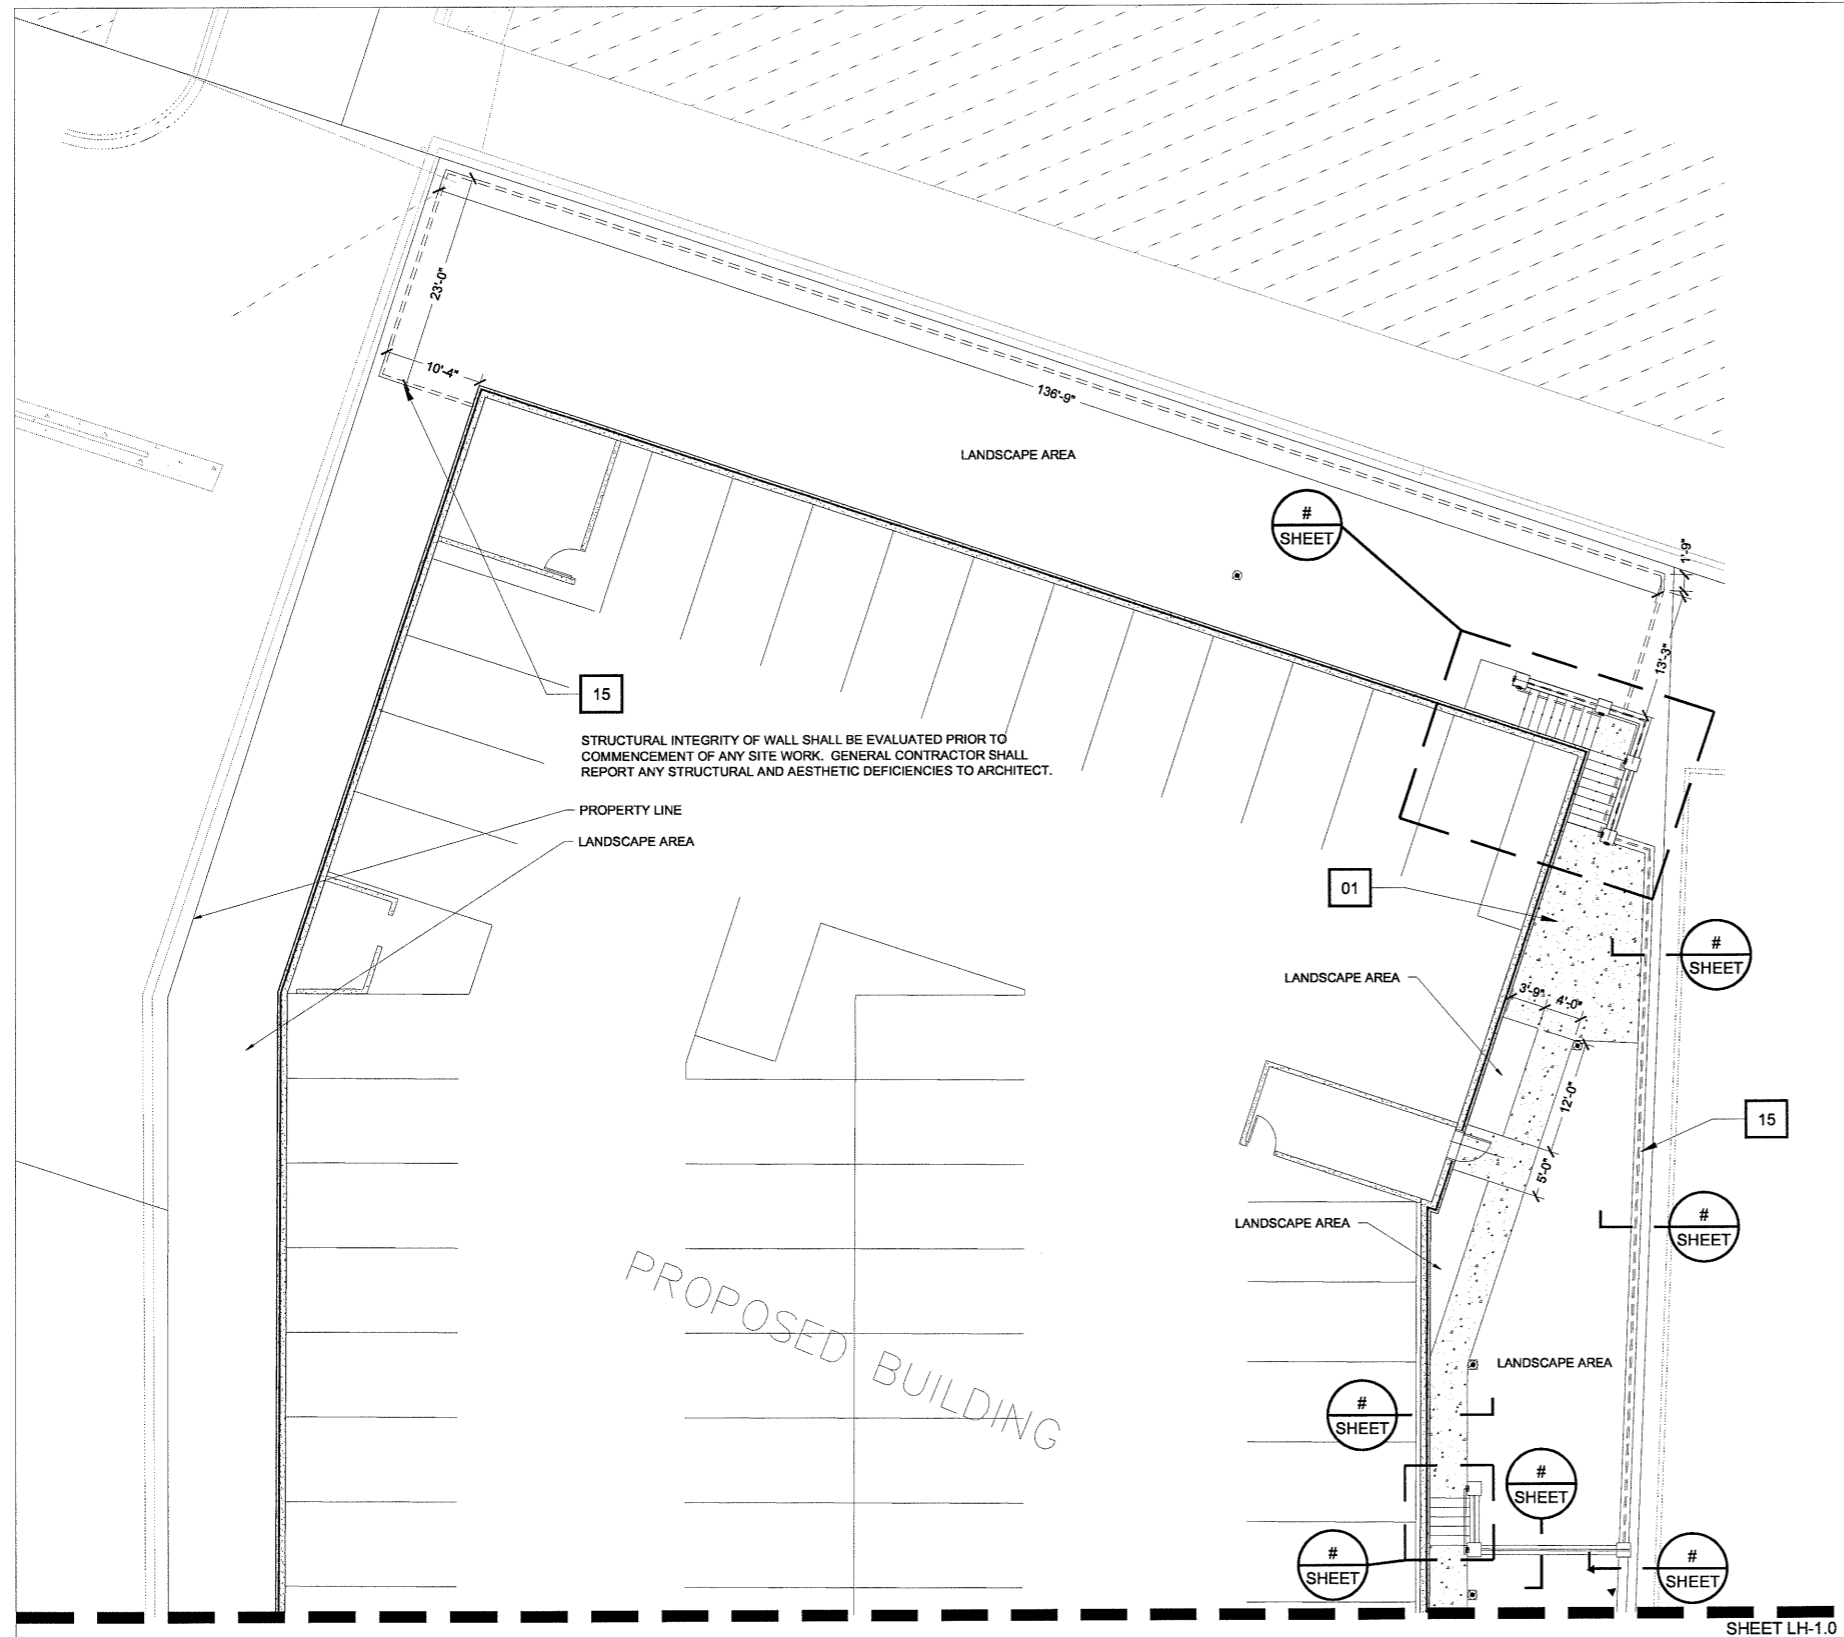 23'-0"
10'-4"
136'-9"
LANDSCAPE AREA
#
SHEET
1'-9"
13'-3"
15
STRUCTURAL INTEGRITY OF WALL SHALL BE EVALUATED PRIOR TO
COMMENCEMENT OF ANY SITE WORK. GENERAL CONTRACTOR SHALL
REPORT ANY STRUCTURAL AND AESTHETIC DEFICIENCIES TO ARCHITECT.
PROPERTY LINE
LANDSCAPE AREA
01
#
SHEET
LANDSCAPE AREA
3'-9"
4'-0"
12'-0"
15
5'-0"
LANDSCAPE AREA
#
SHEET
PROPOSED BUILDING
LANDSCAPE AREA
#
SHEET
#
SHEET
#
SHEET
#
SHEET
SHEET LH-1.0